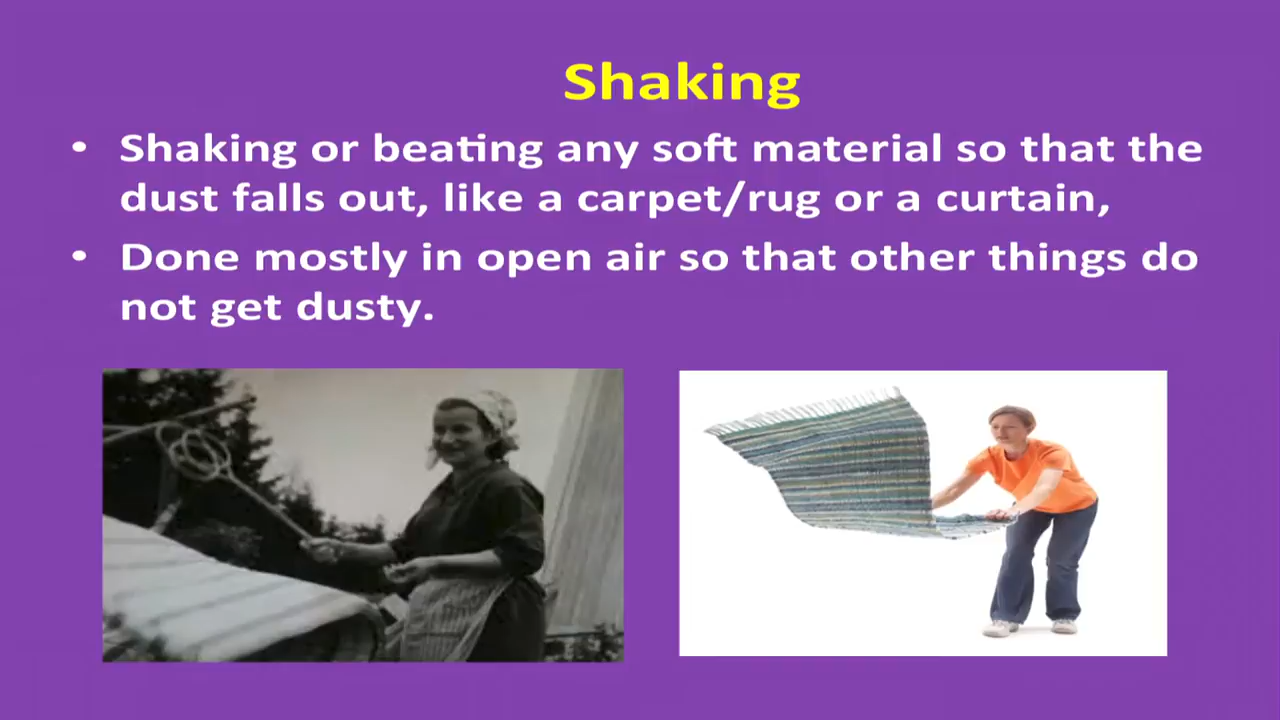 Shaking
• Shaking or beating any soft material so that the
dust falls out, like a carpet/rug or a curtain,
• Done mostly in open air so that other things do
not get dusty.